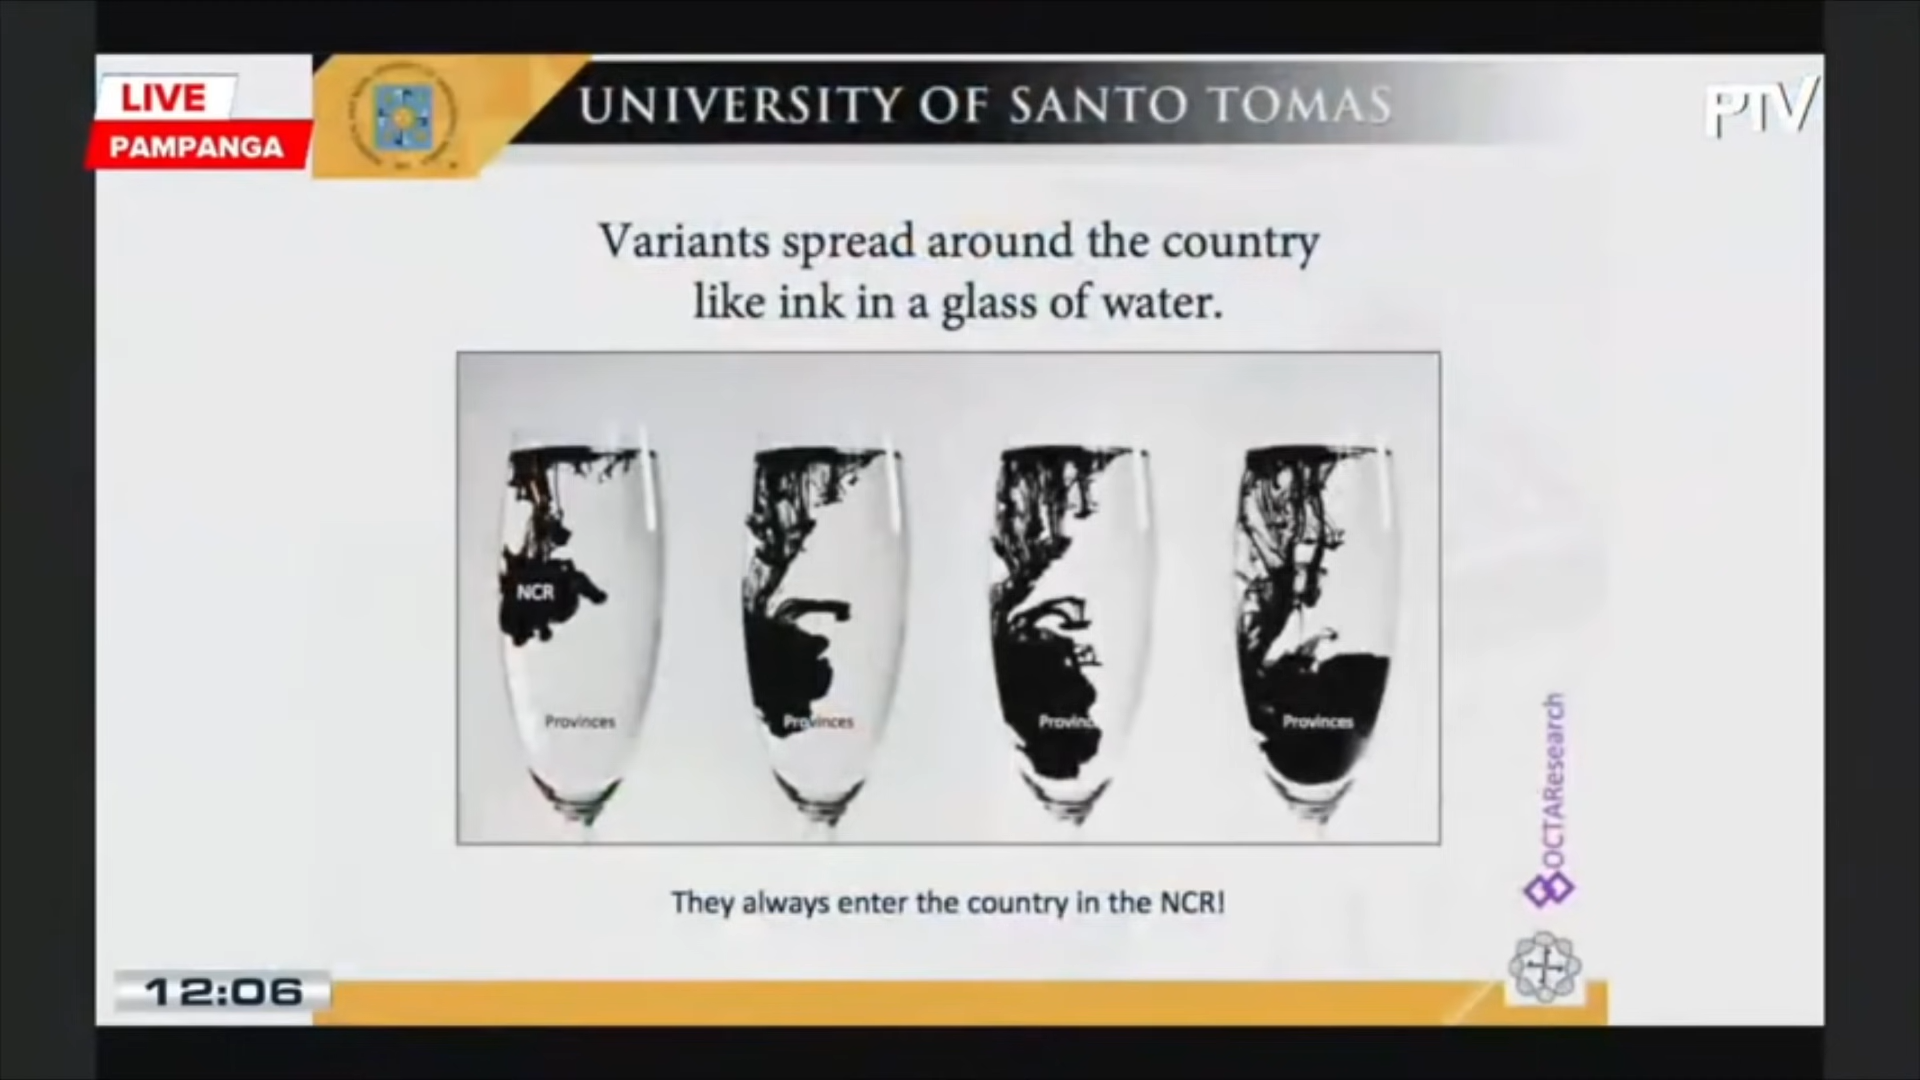 LIVE
PAMPANGA
UNIVERSITY OF SANTO TOMAS
PTV
Variants spread around the country
like ink in a glass of water.
NCR
Provinces
Provinces
Provinc
Provinces
OCTAResearch
They always enter the country in the NCR!
12:06